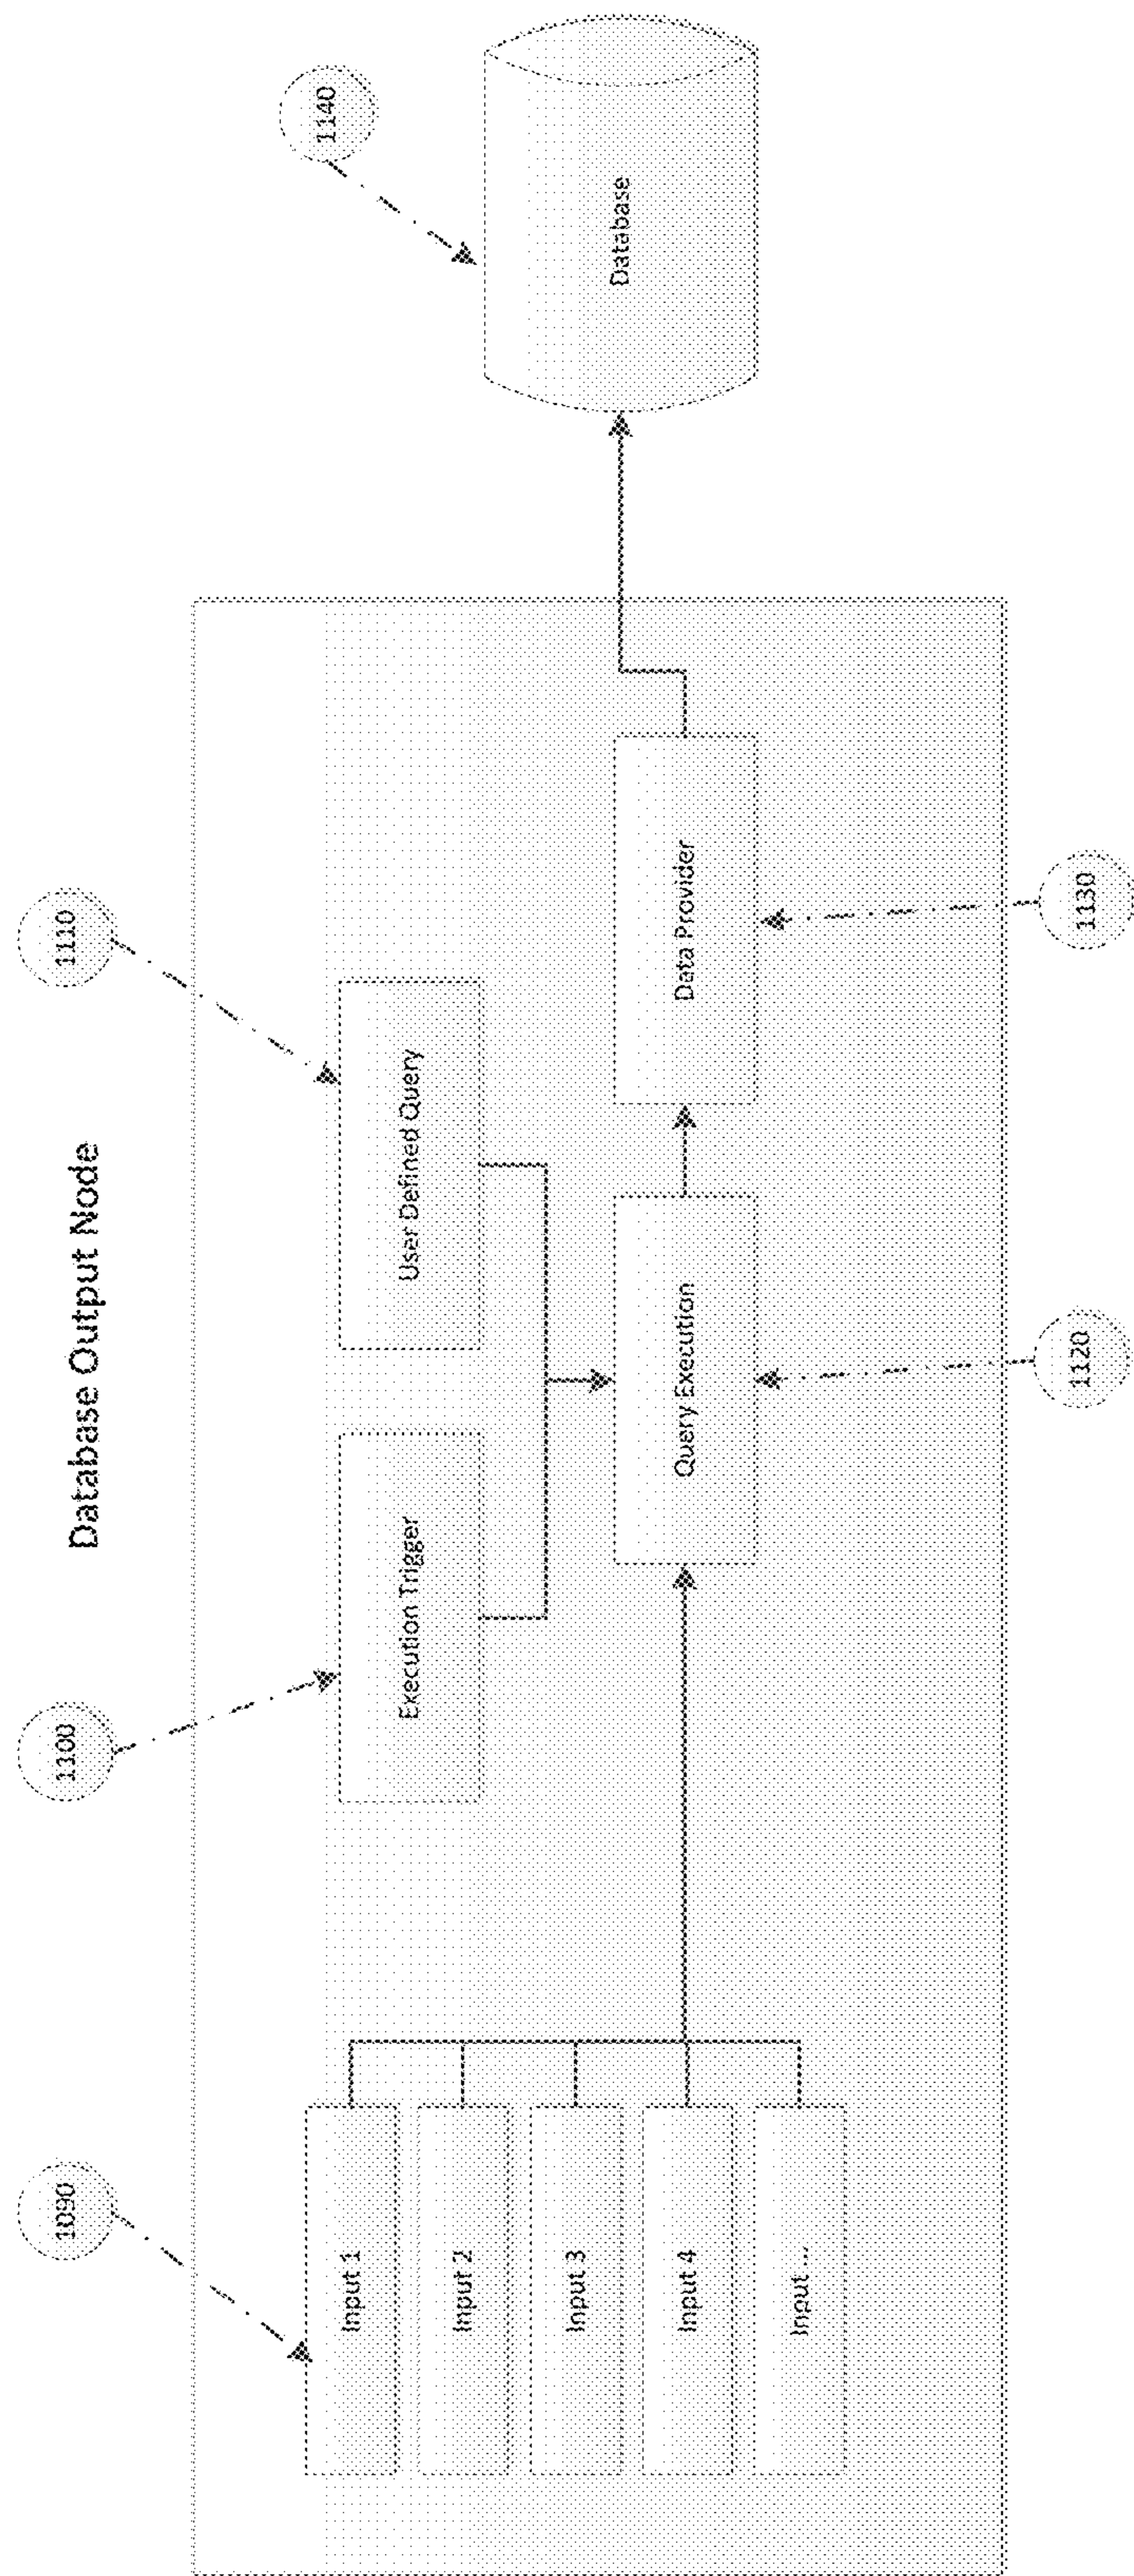 Database Output Node
1090
1100
1110
1140
Input 1
Input 2
Input 3
Input 4
Input ...
Execution Trigger
User Defined Query
Query Execution
Data Provider
Database
1120
1130